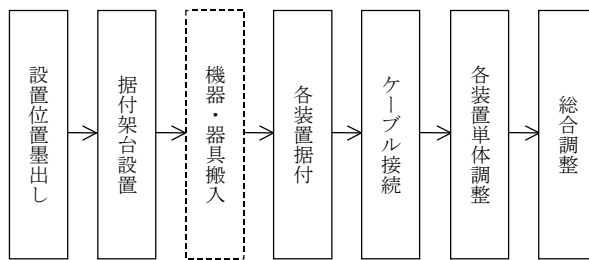 設置位置墨出し
据付架台設置
機器・器具搬入
各装置据付
ケーブル接続
各装置単体調整
総合調整